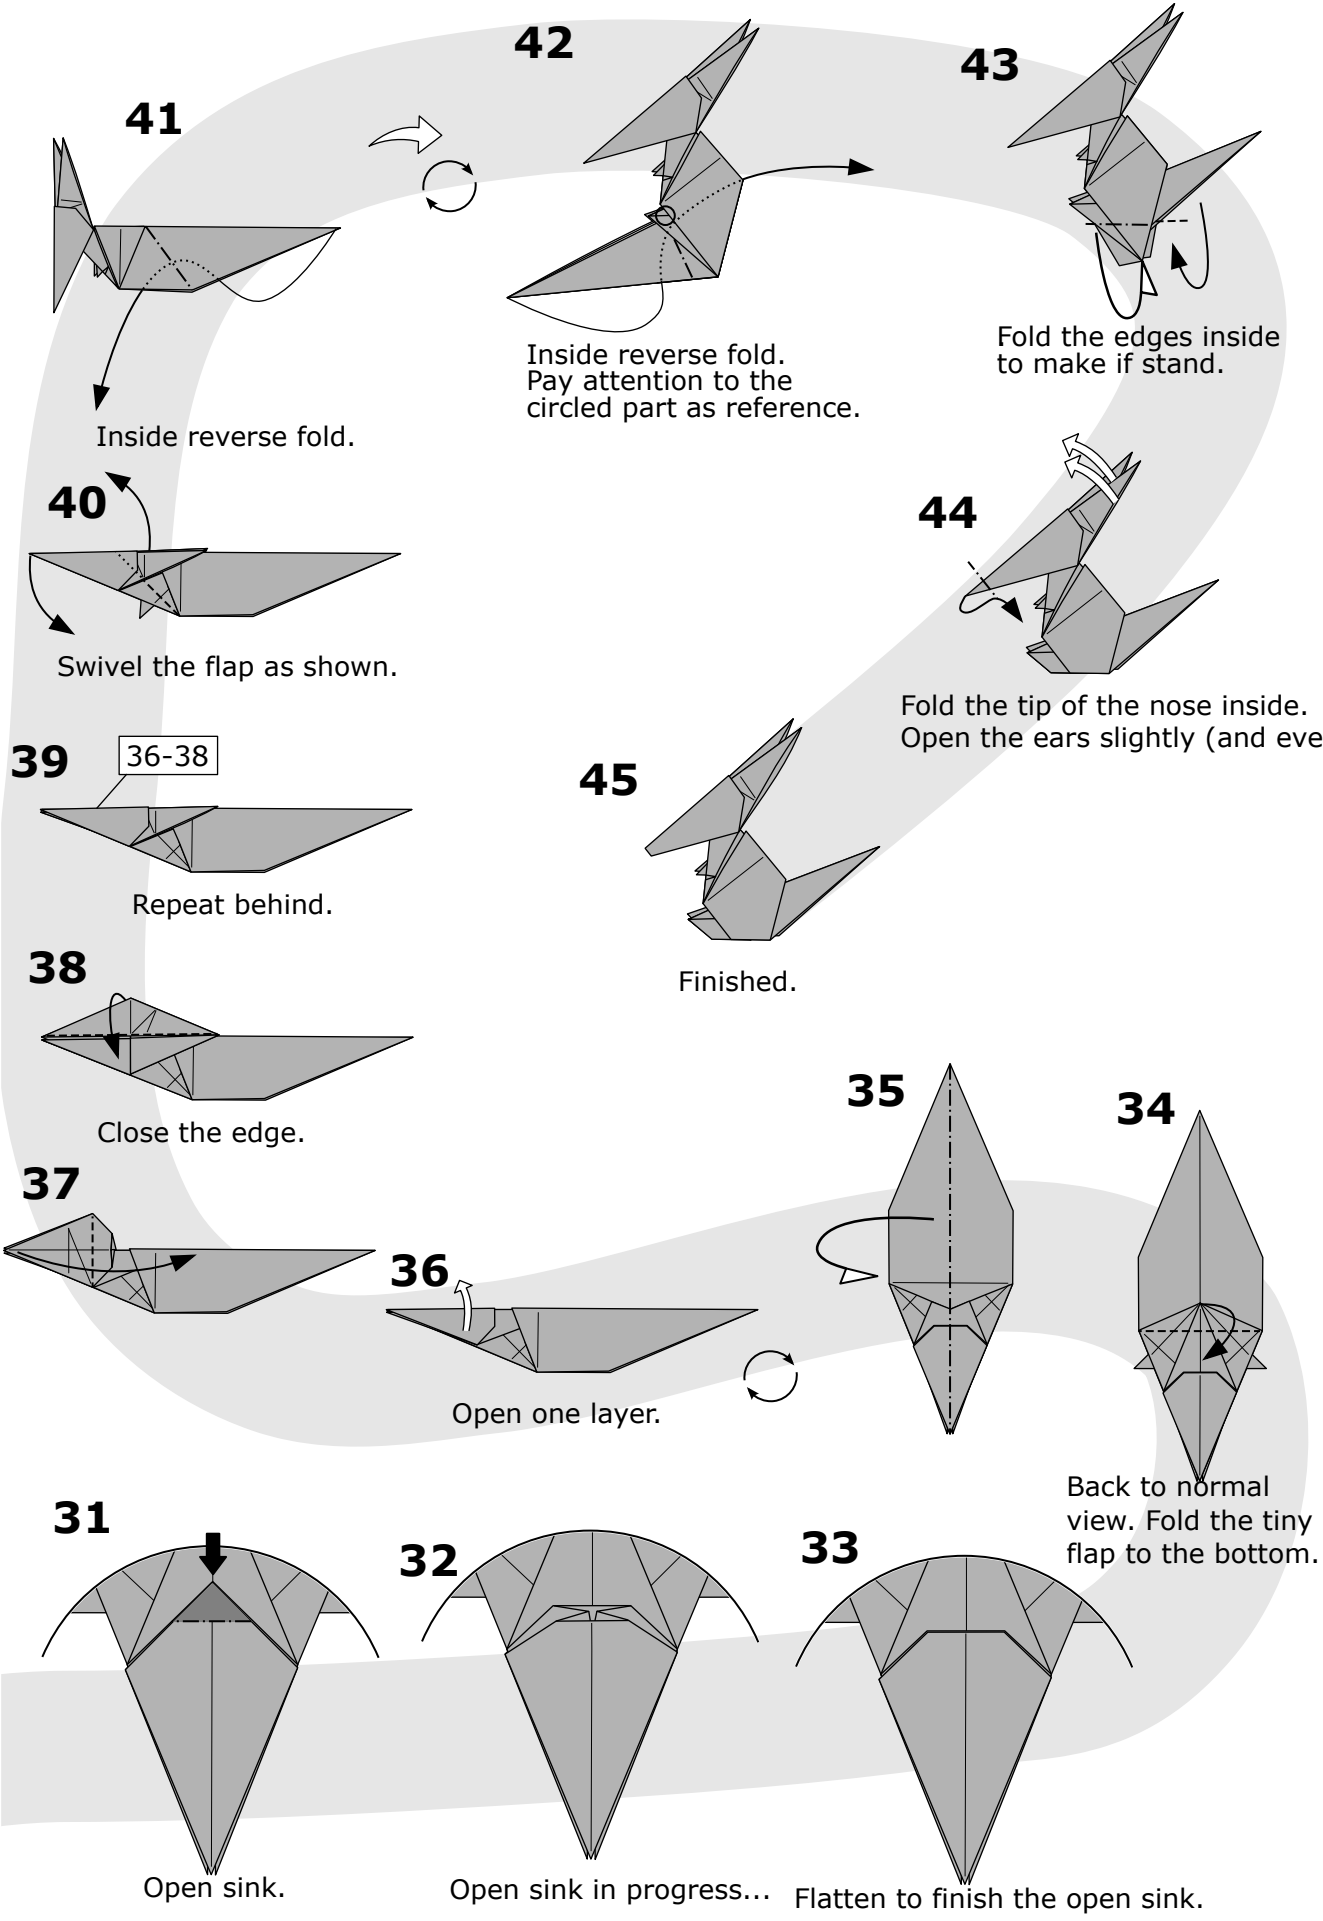 42
43
41
Fold the edges inside
to make if stand.
Inside reverse fold.
Pay attention to the
circled part as reference.
Inside reverse fold.
40
44
Swivel the flap as shown.
Fold the tip of the nose inside.
Open the ears slightly (and eve
39
36-38
45
Repeat behind.
38
Finished.
35
34
Close the edge.
37
36
Open one layer.
Back to normal
view. Fold the tiny
flap to the bottom.
31
32
33
Open sink.
Open sink in progress...
Flatten to finish the open sink.